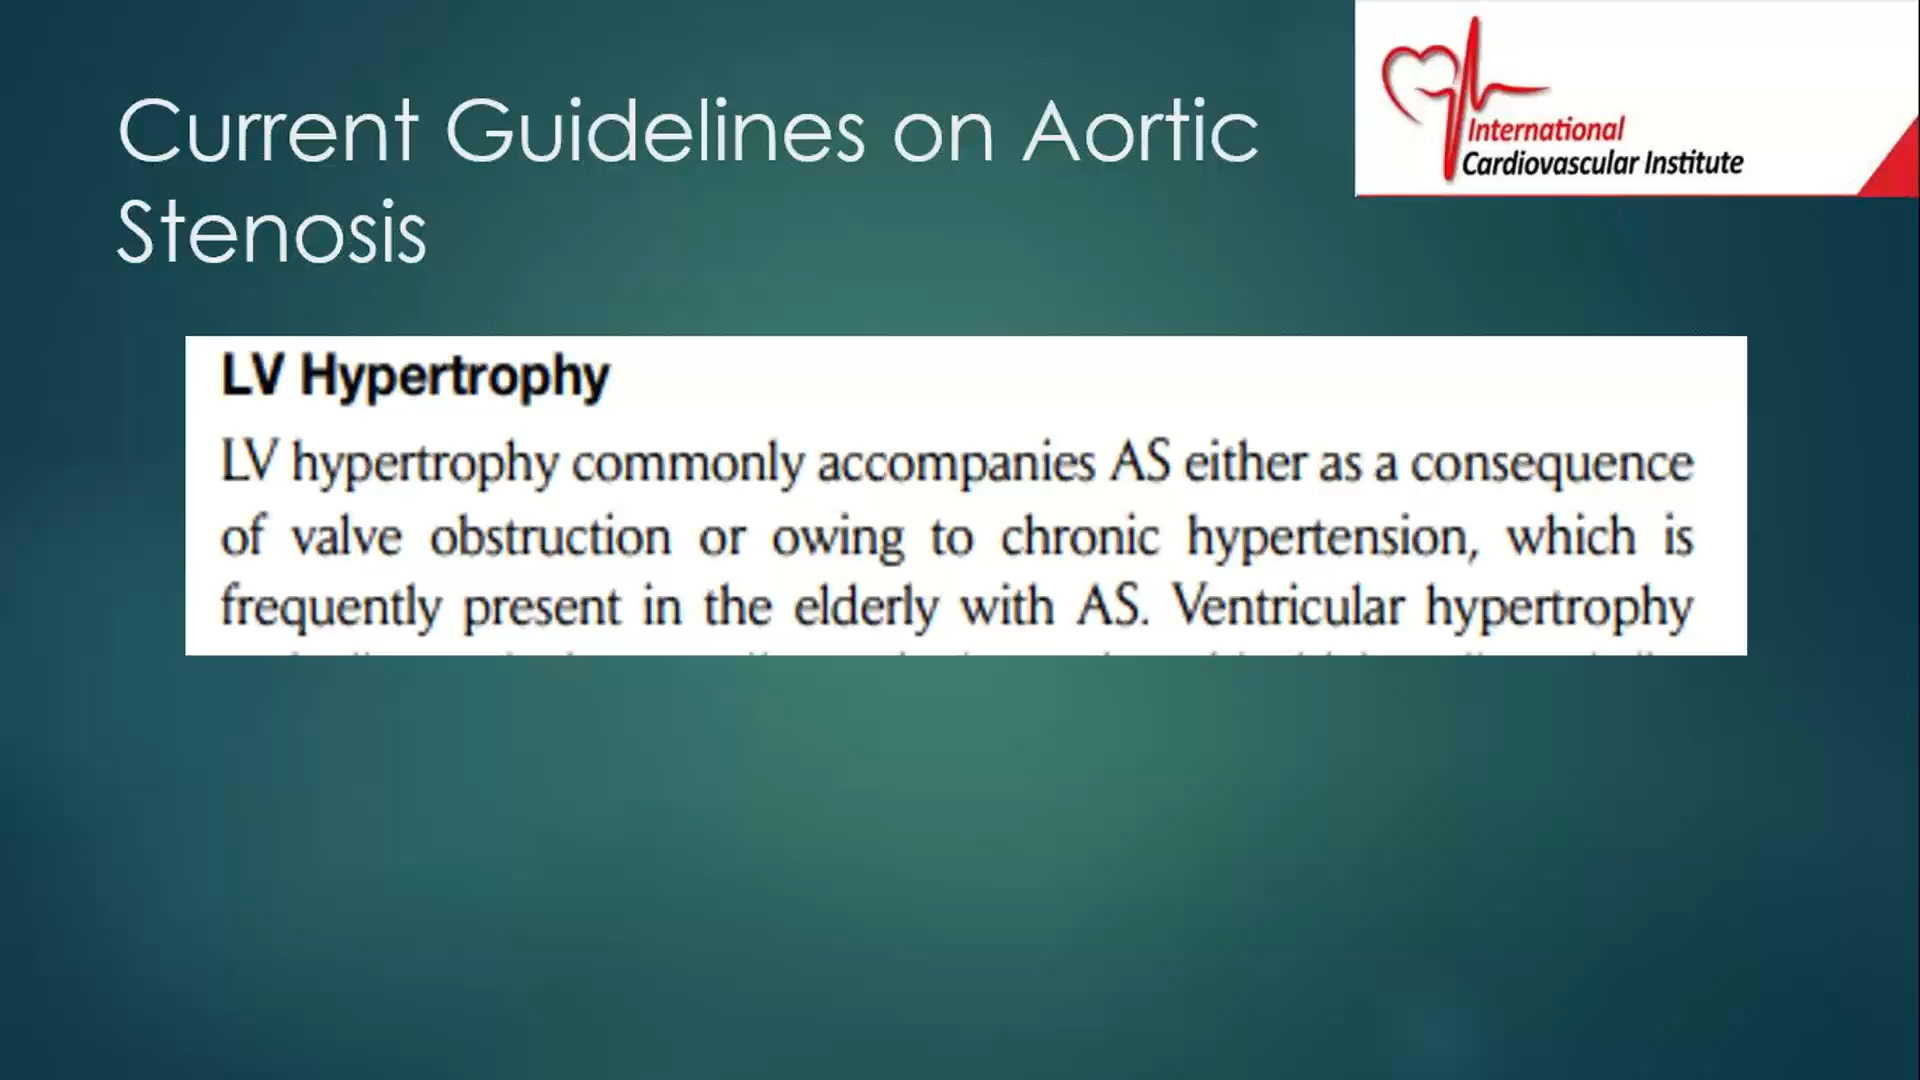 Current Guidelines on Aortic
Stenosis
International
Cardiovascular Institute
LV Hypertrophy
LV hypertrophy commonly accompanies AS either as a consequence
of valve obstruction or owing to chronic hypertension, which is
frequently present in the elderly with AS. Ventricular hypertrophy